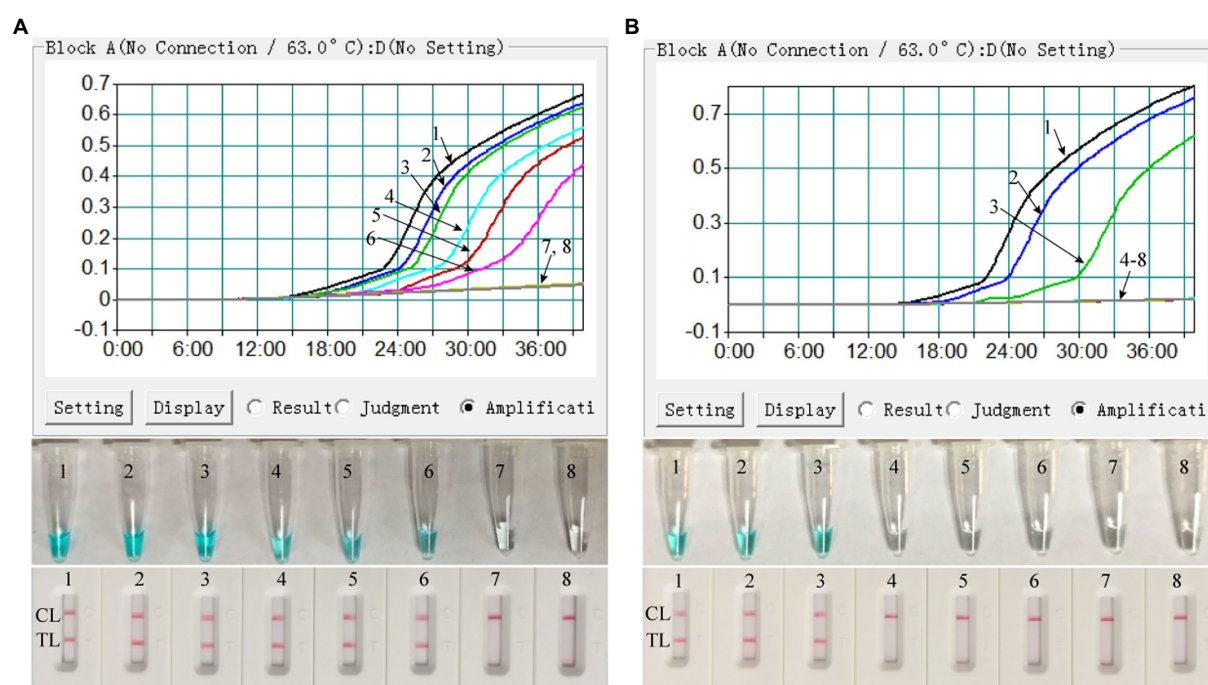 A
Block A(No Connection / 63.0° C):D(No Setting)
0.7
0.6
0.5
0.4
0.3
0.2
0.1
0
-0.1
1
2
3
4
5
6
7, 8
0:00 6:00 12:00 18:00 24:00 30:00 36:00
Setting Display Result Judgment Amplificati
1 2 3 4 5 6 7 8
1 2 3 4 5 6 7 8
CL
TL
B
Block A(No Connection / 63.0° C):D(No Setting)
0.7
0.5
0.3
0.1
-0.1
1
2
3
4-8
0:00 6:00 12:00 18:00 24:00 30:00 36:00
Setting Display Result Judgment Amplificati
1 2 3 4 5 6 7 8
1 2 3 4 5 6 7 8
CL
TL